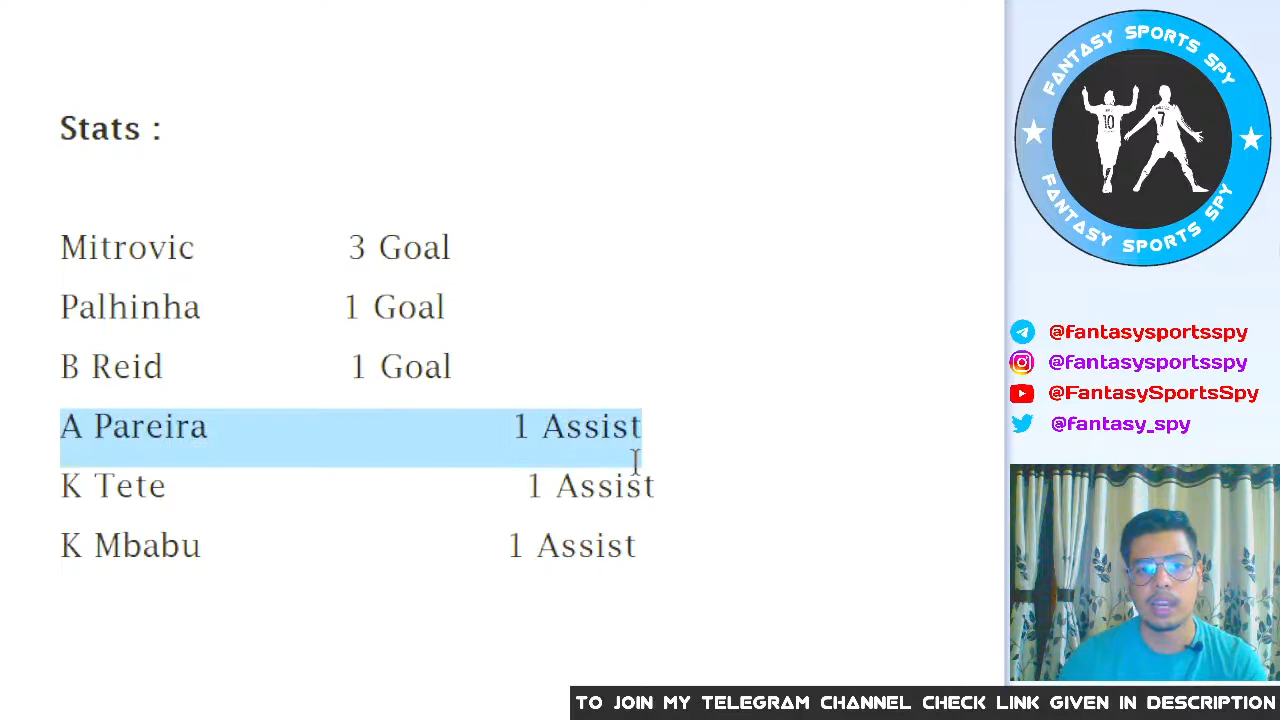 Stats :
Mitrovic 3 Goal
Palhinha 1 Goal
B Reid 1 Goal
A Pareira 1 Assist
K Tete 1 Assist
K Mbabu 1 Assist
FANTASY SPORTS SPY
10
7
FANTASY SPORTS SPY
@fantasysportsspy
@fantasysportsspy
@FantasySportsSpy
@fantasy_spy
TO JOIN MY TELEGRAM CHANNEL CHECK LINK GIVEN IN DESCRIPTION